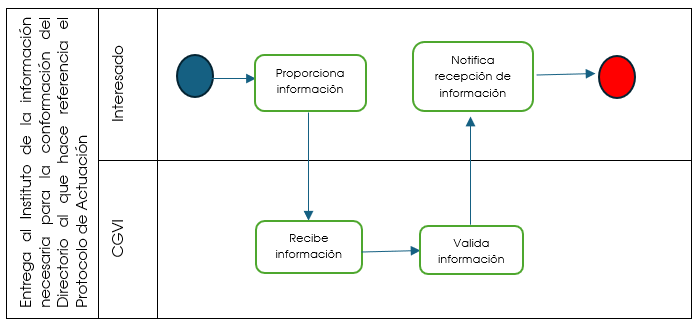 Entrega al Instituto de la información
necesaria para la conformación del
Directorio al que hace referencia el
Protocolo de Actuación
Interesado
Proporciona
información
Notifica
recepción de
información
CGVI
Recibe
información
Valida
información